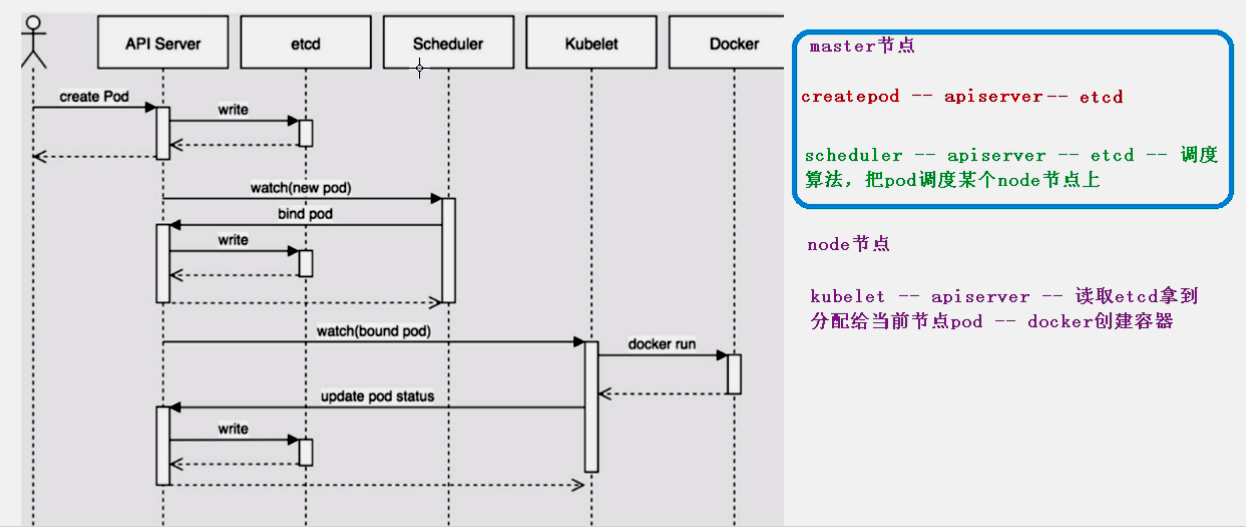 API Server
etcd
Scheduler
Kubelet
Docker
create Pod
write
watch(new pod)
bind pod
write
watch(bound pod)
docker run
update pod status
write
master节点
createpod -- apiserver-- etcd
scheduler -- apiserver -- etcd -- 调度
算法，把pod调度某个node节点上
node节点
kubelet -- apiserver -- 读取etcd拿到
分配给当前节点pod -- docker创建容器